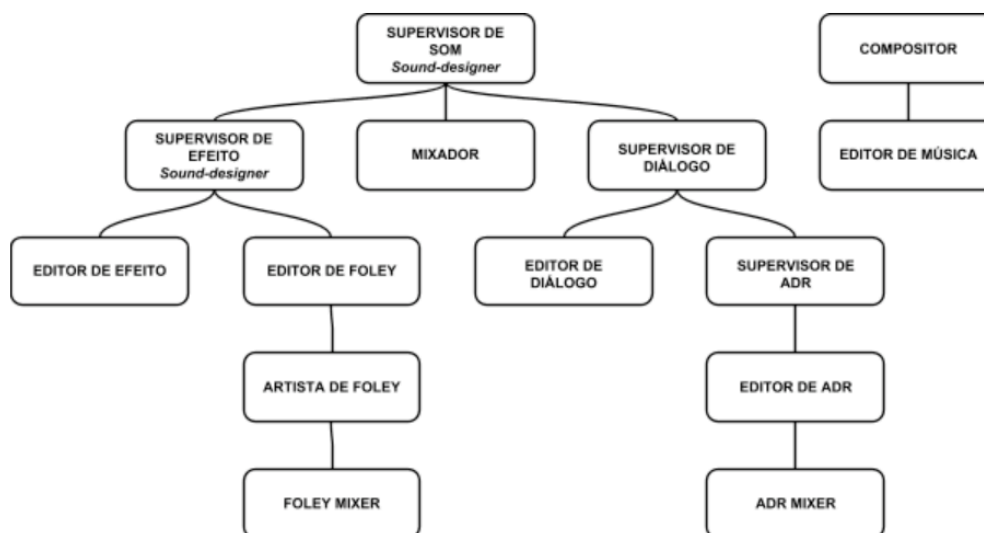 SUPERVISOR DE
SOM
Sound-designer
COMPOSITOR
SUPERVISOR DE
EFEITO
Sound-designer
MIXADOR
SUPERVISOR DE
DIÁLOGO
EDITOR DE MÚSICA
EDITOR DE EFEITO
EDITOR DE FOLEY
EDITOR DE
DIÁLOGO
SUPERVISOR DE
ADR
ARTISTA DE FOLEY
EDITOR DE ADR
FOLEY MIXER
ADR MIXER